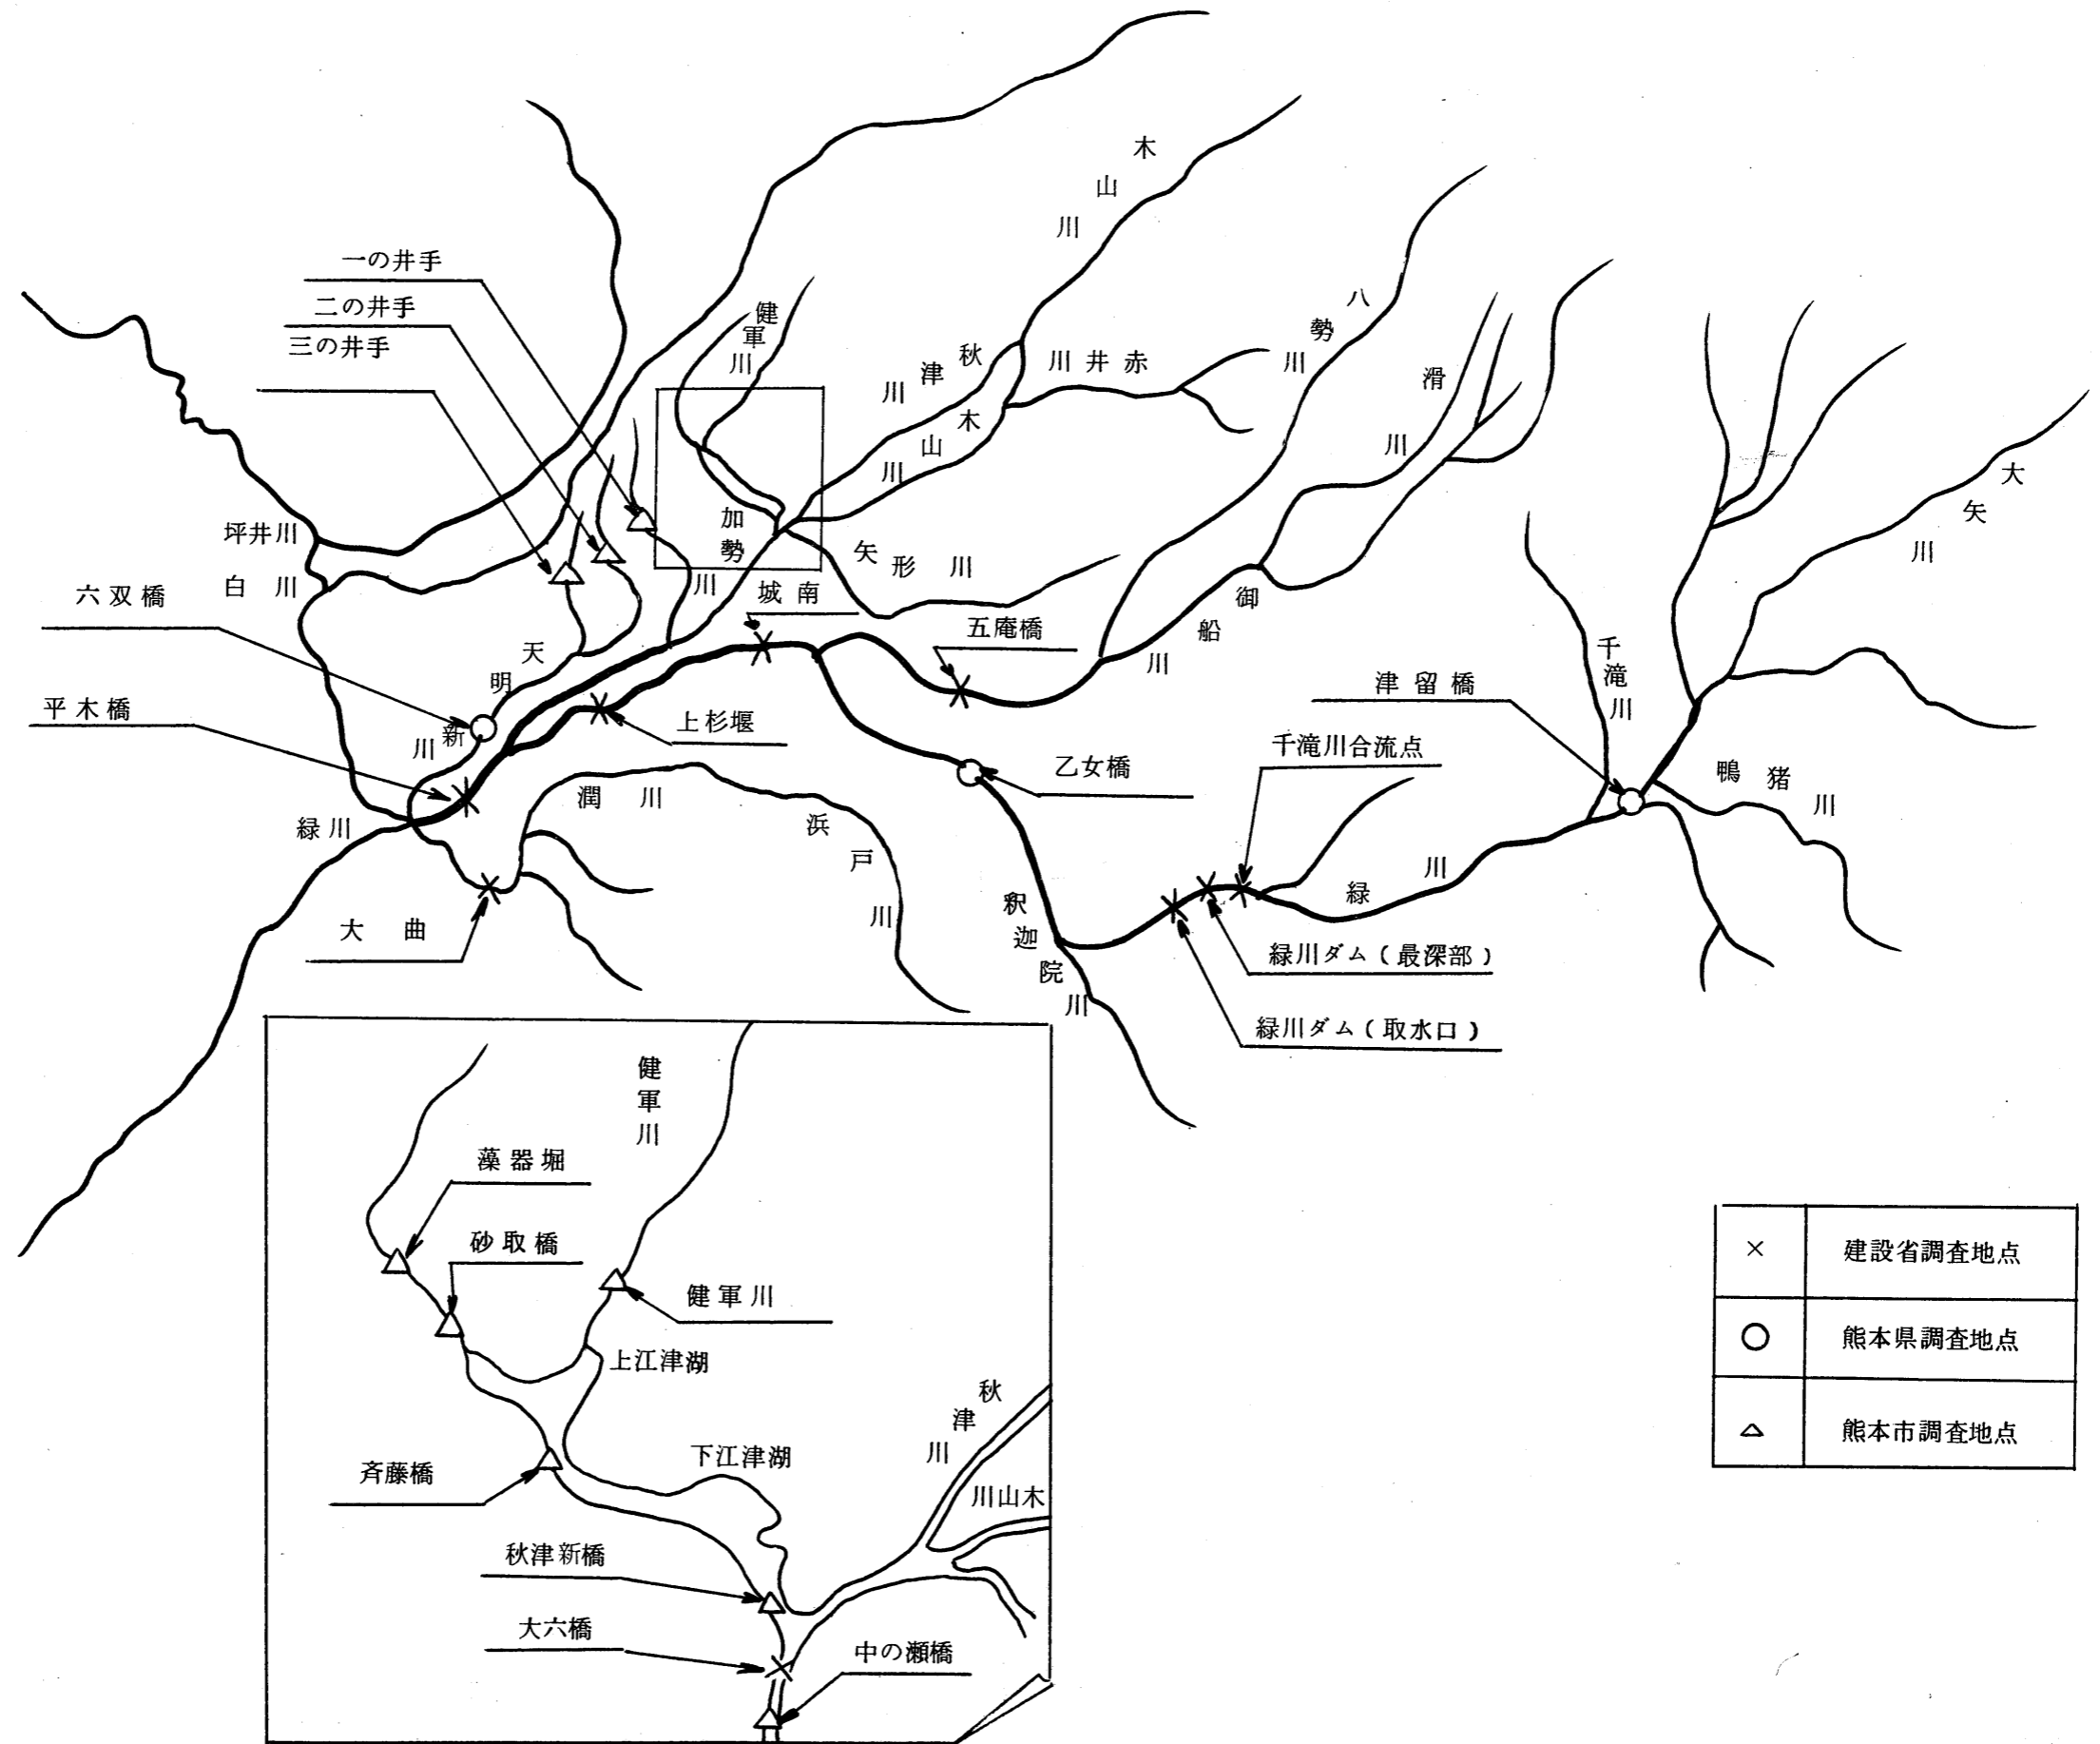 一の井手
二の井手
三の井手
坪井川
白川
六双橋
平木橋
緑川
大曲
天明新川
健軍川
加勢川
木山川
秋津川
赤井川
木山川
矢形川
八勢川
滑川
御船川
城南
五庵橋
上杉堰
乙女橋
潤川
浜戸川
釈迦院川
千滝川合流点
緑川
緑川ダム(最深部)
緑川ダム(取水口)
津留橋
千滝川
大矢川
鴨猪川
健軍川
藻器堀
砂取橋
健軍川
上江津湖
下江津湖
斉藤橋
秋津川
木山川
秋津新橋
大六橋
中の瀬橋
× 建設省調査地点
○ 熊本県調査地点
△ 熊本市調査地点